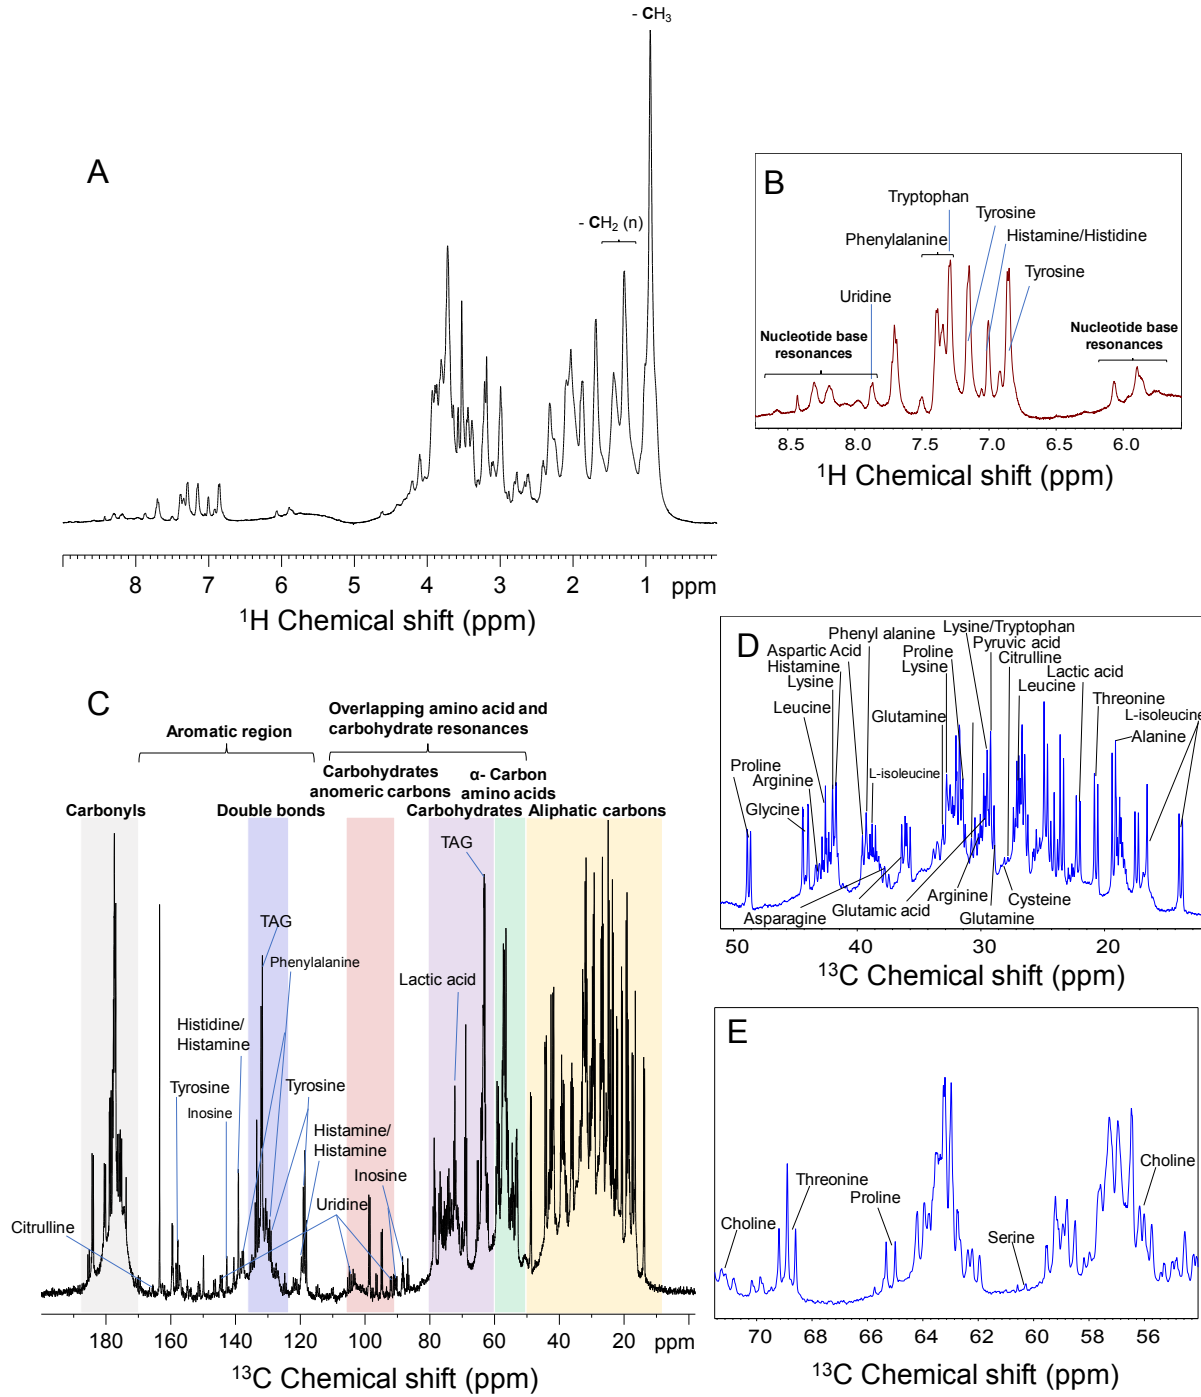 A
- CH3
- CH2 (n)
8 7 6 5 4 3 2 1 ppm
1H Chemical shift (ppm)
B
Tryptophan
Tyrosine
Phenylalanine
Histamine/Histidine
Tyrosine
Uridine
Nucleotide base
resonances
Nucleotide base
resonances
8.5 8.0 7.5 7.0 6.5 6.0
1H Chemical shift (ppm)
C
Overlapping amino acid and
carbohydrate resonances
Aromatic region
Carbohydrates
anomeric carbons
α- Carbon
amino acids
Carbonyls
Double bonds
Carbohydrates
Aliphatic carbons
TAG
TAG
Phenylalanine
Lactic acid
Histidine/
Histamine
Tyrosine
Inosine
Tyrosine
Histamine/
Histamine
Inosine
Uridine
Citrulline
180 160 140 120 100 80 60 40 20 ppm
13C Chemical shift (ppm)
D
Phenyl alanine
Lysine/Tryptophan
Aspartic Acid
Proline
Pyruvic acid
Histamine
Lysine
Citrulline
Lysine
Lactic acid
Leucine
Leucine
Threonine
Glutamine
L-isoleucine
Alanine
Proline
Arginine
L-isoleucine
Glycine
Arginine
Cysteine
Asparagine
Glutamic acid
Glutamine
50 40 30 20
13C Chemical shift (ppm)
E
Choline
Threonine
Proline
Choline
Serine
70 68 66 64 62 60 58 56
13C Chemical shift (ppm)